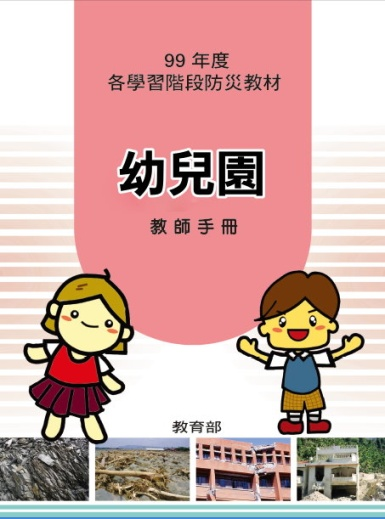 99 年度
各學習階段防災教材
幼兒園
教師手冊
教育部